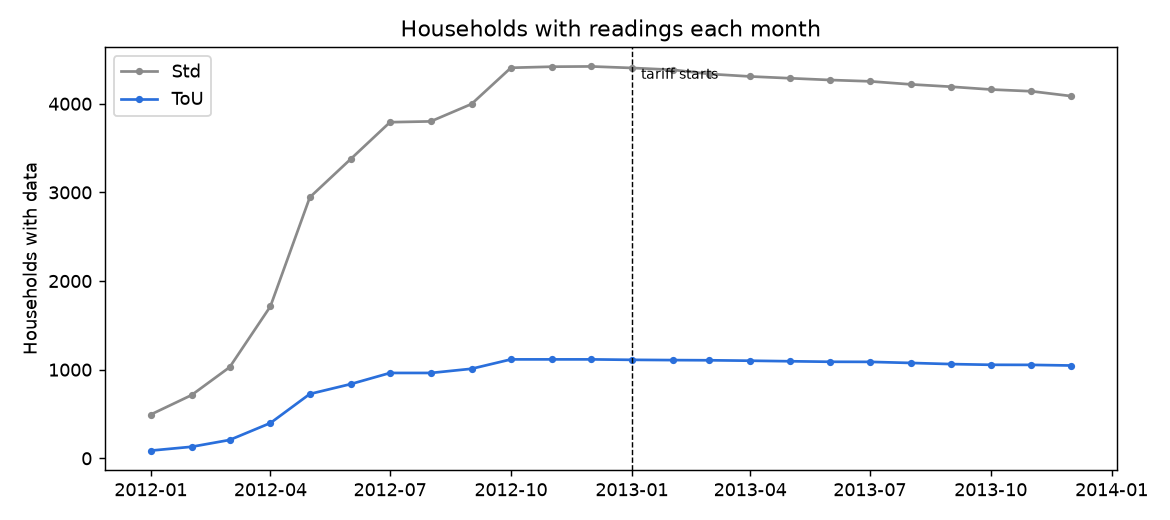 Households with readings each month
Std
ToU
tariff starts
Households with data
4000
3000
2000
1000
0
2012-01 2012-04 2012-07 2012-10 2013-01 2013-04 2013-07 2013-10 2014-01